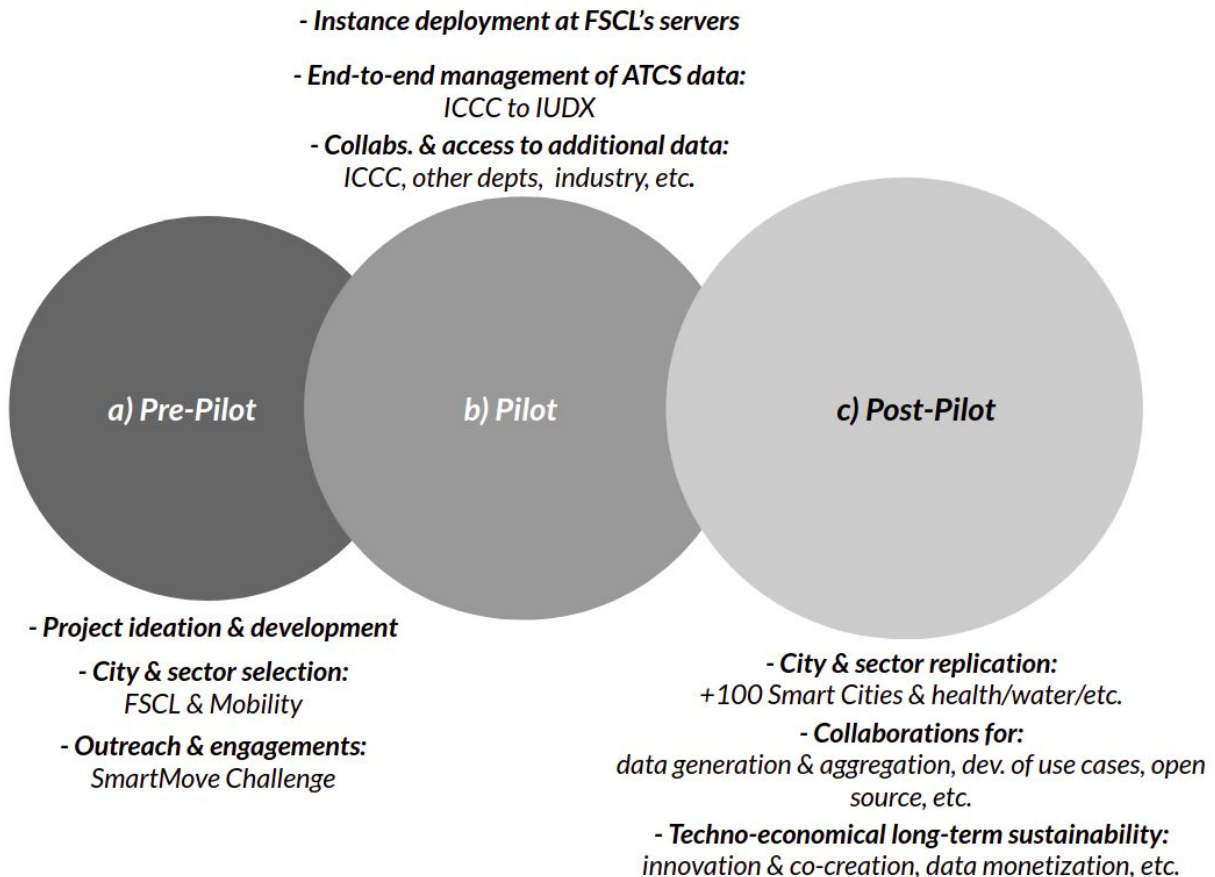 - Instance deployment at FSCL's servers
- End-to-end management of ATCS data:
ICCC to IUDX
- Collabs. & access to additional data:
ICCC, other depts, industry, etc.
a) Pre-Pilot
b) Pilot
c) Post-Pilot
- Project ideation & development
- City & sector selection:
FSCL & Mobility
- Outreach & engagements:
SmartMove Challenge
- City & sector replication:
+100 Smart Cities & health/water/etc.
- Collaborations for:
data generation & aggregation, dev. of use cases, open
source, etc.
- Techno-economical long-term sustainability:
innovation & co-creation, data monetization, etc.